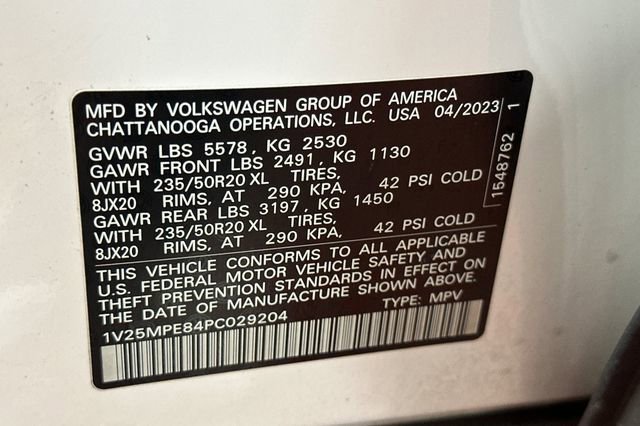 MFD BY VOLKSWAGEN GROUP OF AMERICA
CHATTANOOGA OPERATIONS, LLC. USA 04/2023
GVWR LBS 5578, KG 2530
GAWR FRONT LBS 2491, KG 1130
WITH 235/50R20 XL TIRES,
8JX20 RIMS, AT 290 KPA, 42 PSI COLD
GAWR REAR LBS 3197, KG 1450
WITH 235/50R20 XL TIRES,
8JX20 RIMS, AT 290 KPA, 42 PSI COLD
THIS VEHICLE CONFORMS TO ALL APPLICABLE
U.S. FEDERAL MOTOR VEHICLE SAFETY AND
THEFT PREVENTION STANDARDS IN EFFECT ON
THE DATE OF MANUFACTURE SHOWN ABOVE.
1V25MPE84PC029204 TYPE: MPV
1548762 1